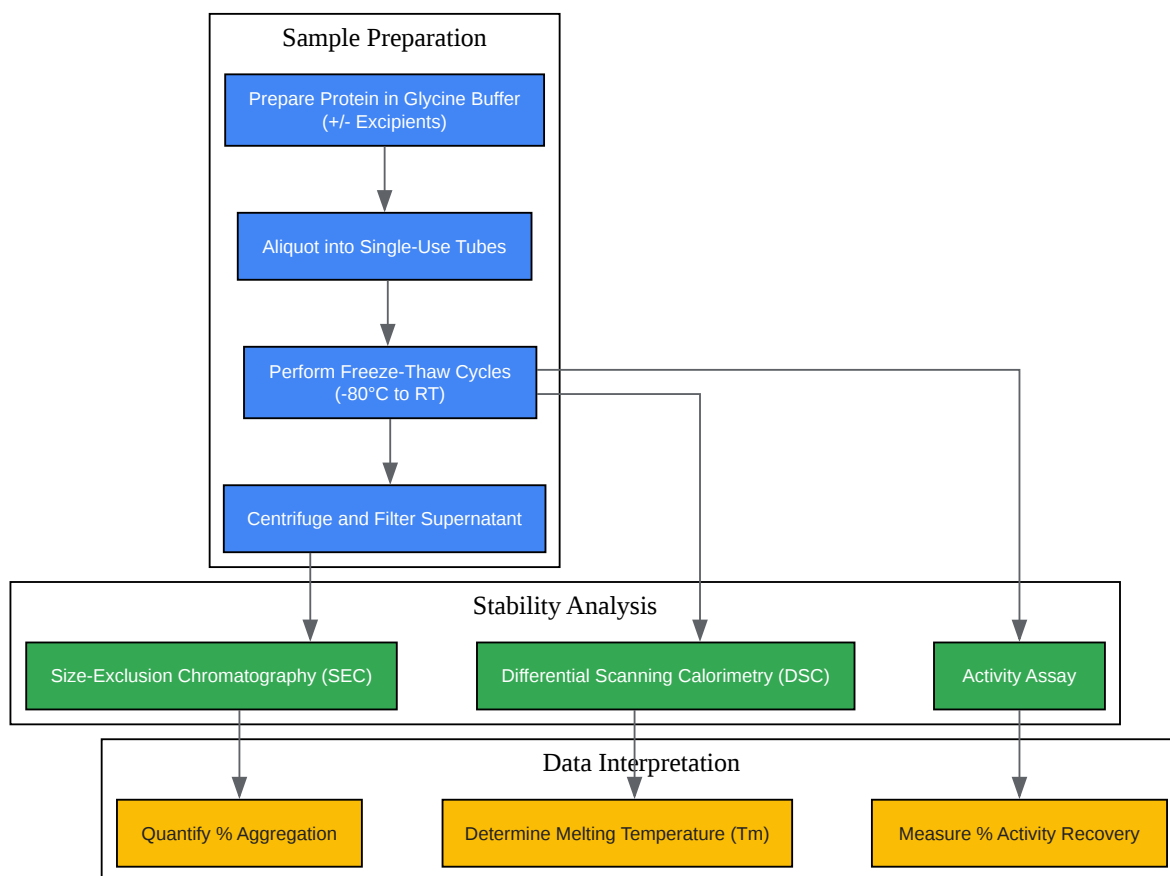 Sample Preparation
Prepare Protein in Glycine Buffer
(+/- Excipients)
Aliquot into Single-Use Tubes
Perform Freeze-Thaw Cycles
(-80°C to RT)
Centrifuge and Filter Supernatant
Stability Analysis
Size-Exclusion Chromatography (SEC)
Differential Scanning Calorimetry (DSC)
Activity Assay
Data Interpretation
Quantify % Aggregation
Determine Melting Temperature (Tm)
Measure % Activity Recovery